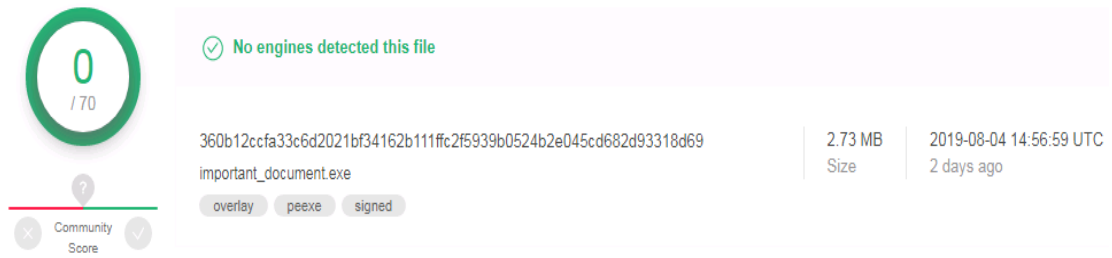 0
/ 70
?
Community
Score
No engines detected this file
360b12ccfa33c6d2021bf34162b111ffc2f5939b0524b2e045cd682d93318d69
important_document.exe
overlay peexe signed
2.73 MB
Size
2019-08-04 14:56:59 UTC
2 days ago